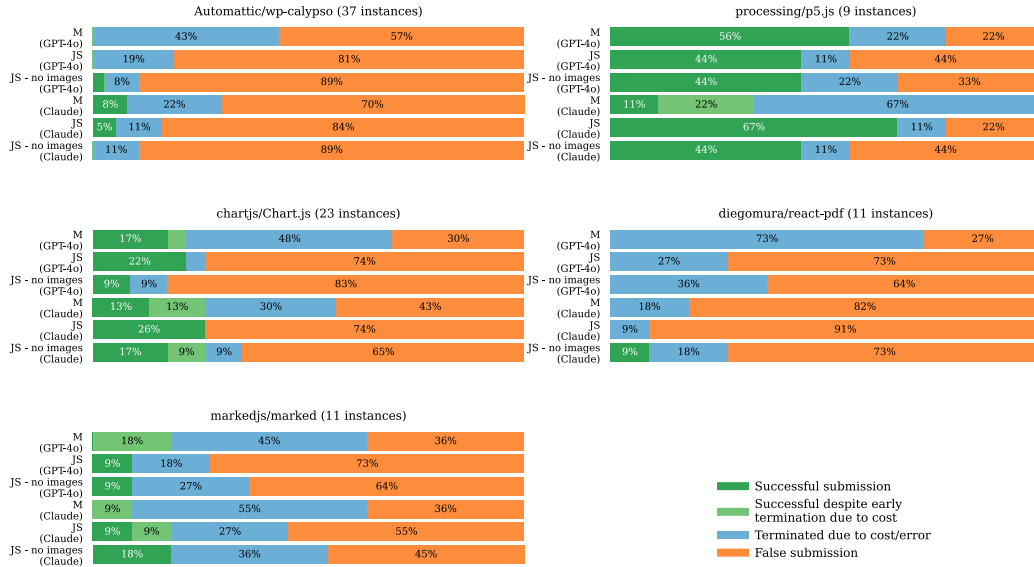 Automattic/wp-calypso (37 instances)
M
(GPT-4o)
43% 57%
JS
(GPT-4o)
19% 81%
JS - no images
(GPT-4o)
8% 89%
M
(Claude)
8% 22% 70%
JS
(Claude)
5% 11% 84%
JS - no images
(Claude)
11% 89%
processing/p5.js (9 instances)
M
(GPT-4o)
56% 22% 22%
JS
(GPT-4o)
44% 11% 44%
JS - no images
(GPT-4o)
44% 22% 33%
M
(Claude)
11% 22% 67%
JS
(Claude)
67% 11% 22%
JS - no images
(Claude)
44% 11% 44%
chartjs/Chart.js (23 instances)
M
(GPT-4o)
17% 48% 30%
JS
(GPT-4o)
22% 74%
JS - no images
(GPT-4o)
9% 9% 83%
M
(Claude)
13% 13% 30% 43%
JS
(Claude)
26% 74%
JS - no images
(Claude)
17% 9% 9% 65%
diegomura/react-pdf (11 instances)
M
(GPT-4o)
73% 27%
JS
(GPT-4o)
27% 73%
JS - no images
(GPT-4o)
36% 64%
M
(Claude)
18% 82%
JS
(Claude)
9% 91%
JS - no images
(Claude)
9% 18% 73%
markedjs/marked (11 instances)
M
(GPT-4o)
18% 45% 36%
JS
(GPT-4o)
9% 18% 73%
JS - no images
(GPT-4o)
9% 27% 64%
M
(Claude)
9% 55% 36%
JS
(Claude)
9% 9% 27% 55%
JS - no images
(Claude)
18% 36% 45%
Successful submission
Successful despite early
termination due to cost
Terminated due to cost/error
False submission